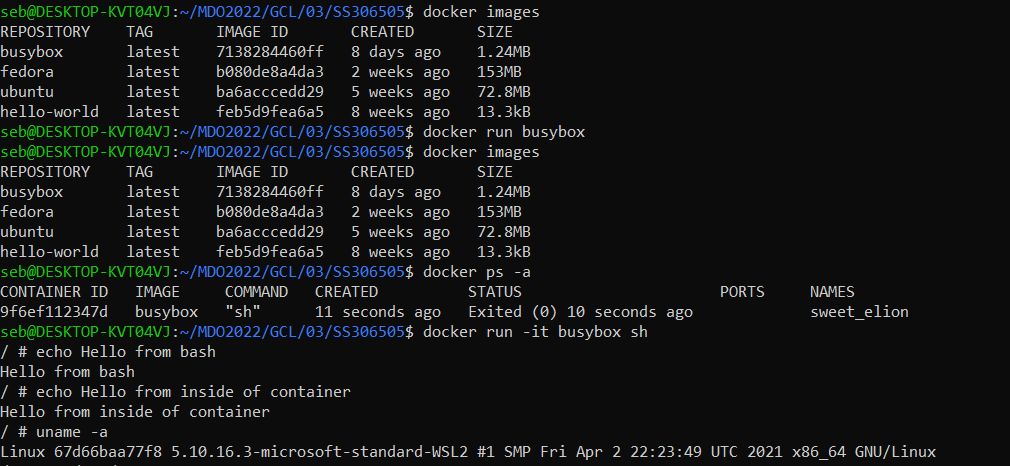 seb@DESKTOP-KVT04VJ:~/MDO2022/GCL/03/SS306505$ docker images
REPOSITORY    TAG       IMAGE ID       CREATED       SIZE
busybox       latest    7138284460ff   8 days ago    1.24MB
fedora        latest    b080de8a4da3   2 weeks ago   153MB
ubuntu        latest    ba6acccedd29   5 weeks ago   72.8MB
hello-world   latest    feb5d9fea6a5   8 weeks ago   13.3kB
seb@DESKTOP-KVT04VJ:~/MDO2022/GCL/03/SS306505$ docker run busybox
seb@DESKTOP-KVT04VJ:~/MDO2022/GCL/03/SS306505$ docker images
REPOSITORY    TAG       IMAGE ID       CREATED       SIZE
busybox       latest    7138284460ff   8 days ago    1.24MB
fedora        latest    b080de8a4da3   2 weeks ago   153MB
ubuntu        latest    ba6acccedd29   5 weeks ago   72.8MB
hello-world   latest    feb5d9fea6a5   8 weeks ago   13.3kB
seb@DESKTOP-KVT04VJ:~/MDO2022/GCL/03/SS306505$ docker ps -a
CONTAINER ID   IMAGE     COMMAND   CREATED          STATUS                      PORTS     NAMES
9f6ef112347d   busybox   "sh"      11 seconds ago   Exited (0) 10 seconds ago             sweet_elion
seb@DESKTOP-KVT04VJ:~/MDO2022/GCL/03/SS306505$ docker run -it busybox sh
/ # echo Hello from bash
Hello from bash
/ # echo Hello from inside of container
Hello from inside of container
/ # uname -a
Linux 67d66baa77f8 5.10.16.3-microsoft-standard-WSL2 #1 SMP Fri Apr 2 22:23:49 UTC 2021 x86_64 GNU/Linux